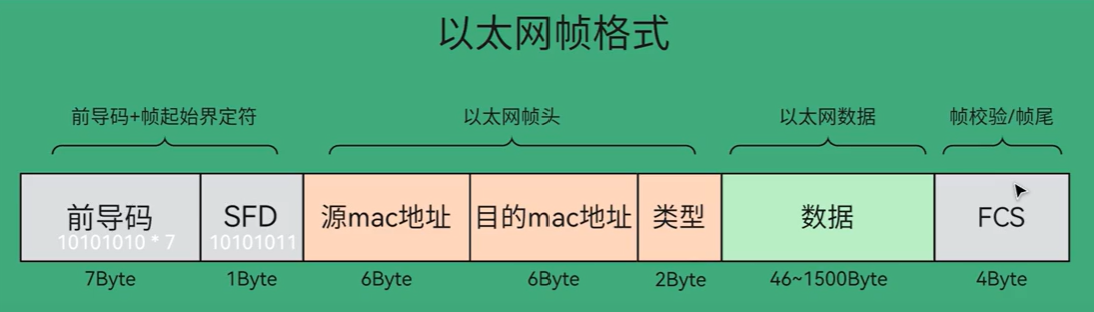 以太网帧格式
前导码+帧起始界定符
以太网帧头
以太网数据
帧校验/帧尾
前导码
SFD
源mac地址
目的mac地址
类型
数据
FCS
10101010 * 7
10101011
7Byte
1Byte
6Byte
6Byte
2Byte
46~1500Byte
4Byte